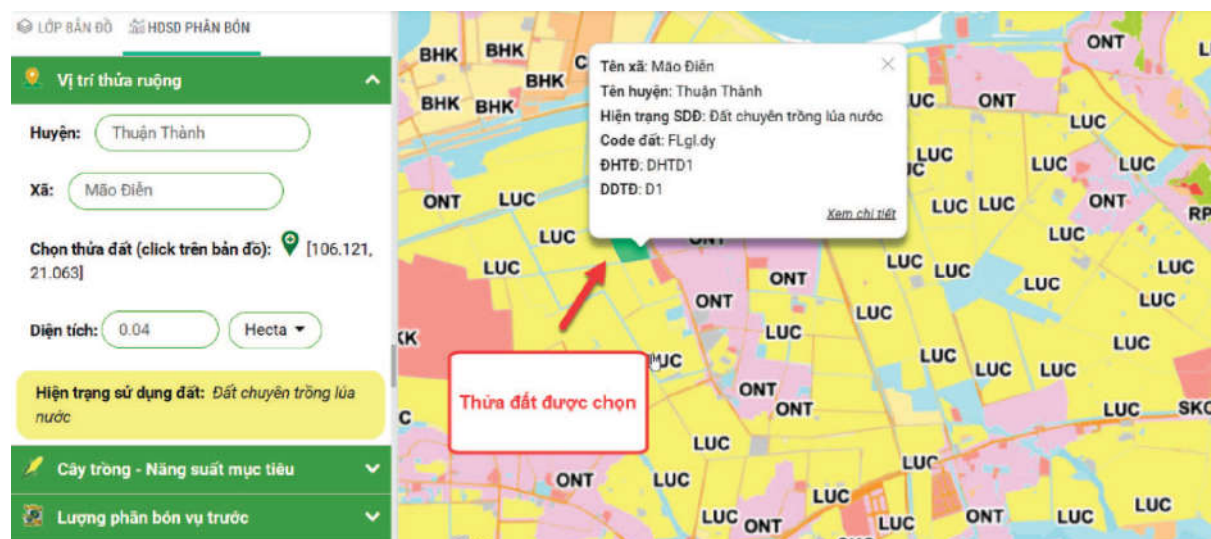 LỚP BẢN ĐỒ HDSD PHÂN BÓN
Vị trí thửa ruộng
Huyện: Thuận Thành
Xã: Mão Điền
Chọn thửa đất (click trên bản đồ): [106.121,
21.063]
Diện tích: 0.04 Hecta
Hiện trạng sử dụng đất: Đất chuyên trồng lúa
nước
Cây trồng - Năng suất mục tiêu
Lượng phân bón vụ trước
Tên xã: Mão Điền
Tên huyện: Thuận Thành
Hiện trạng SDĐ: Đất chuyên trồng lúa nước
Code đất: FLgl.dy
ĐHTĐ: DHTD1
DDTĐ: D1
Xem chi tiết
Thửa đất được chọn
BHK
BHK
BHK
BHK
BHK
ONT
UC
ONT
LUC
LUC
LUC
LUC
ONT
LUC
LUC LUC
ONT
RP
LUC
LUC
LUC
LUC
LUC
LUC
ONT
LUC
LUC
ONT
LUC
LUC
LUC
LUC
LUC
LUC
ONT
ONT
LUC
SKC
LUC
LUC
ONT
LUC
LUC
LUC
ONT
LUC
ONT
LUC
LUC